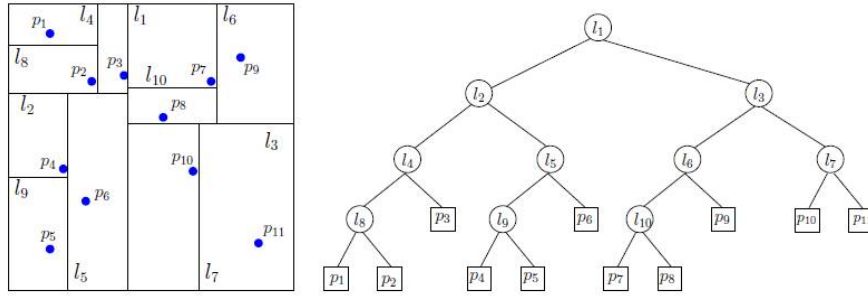 p₁ l₄ l₁ l₆
l₈ p₂ p₃ l₁₀ p₇ p₉
l₂ p₈ l₃
p₄ p₁₀
l₉ p₆
p₅ p₁₁
l₅ l₇
l₁
l₂ l₃
l₄ l₅ l₆ l₇
l₈ p₃ l₉ p₆ l₁₀ p₉ p₁₀ p₁₁
p₁ p₂ p₄ p₅ p₇ p₈